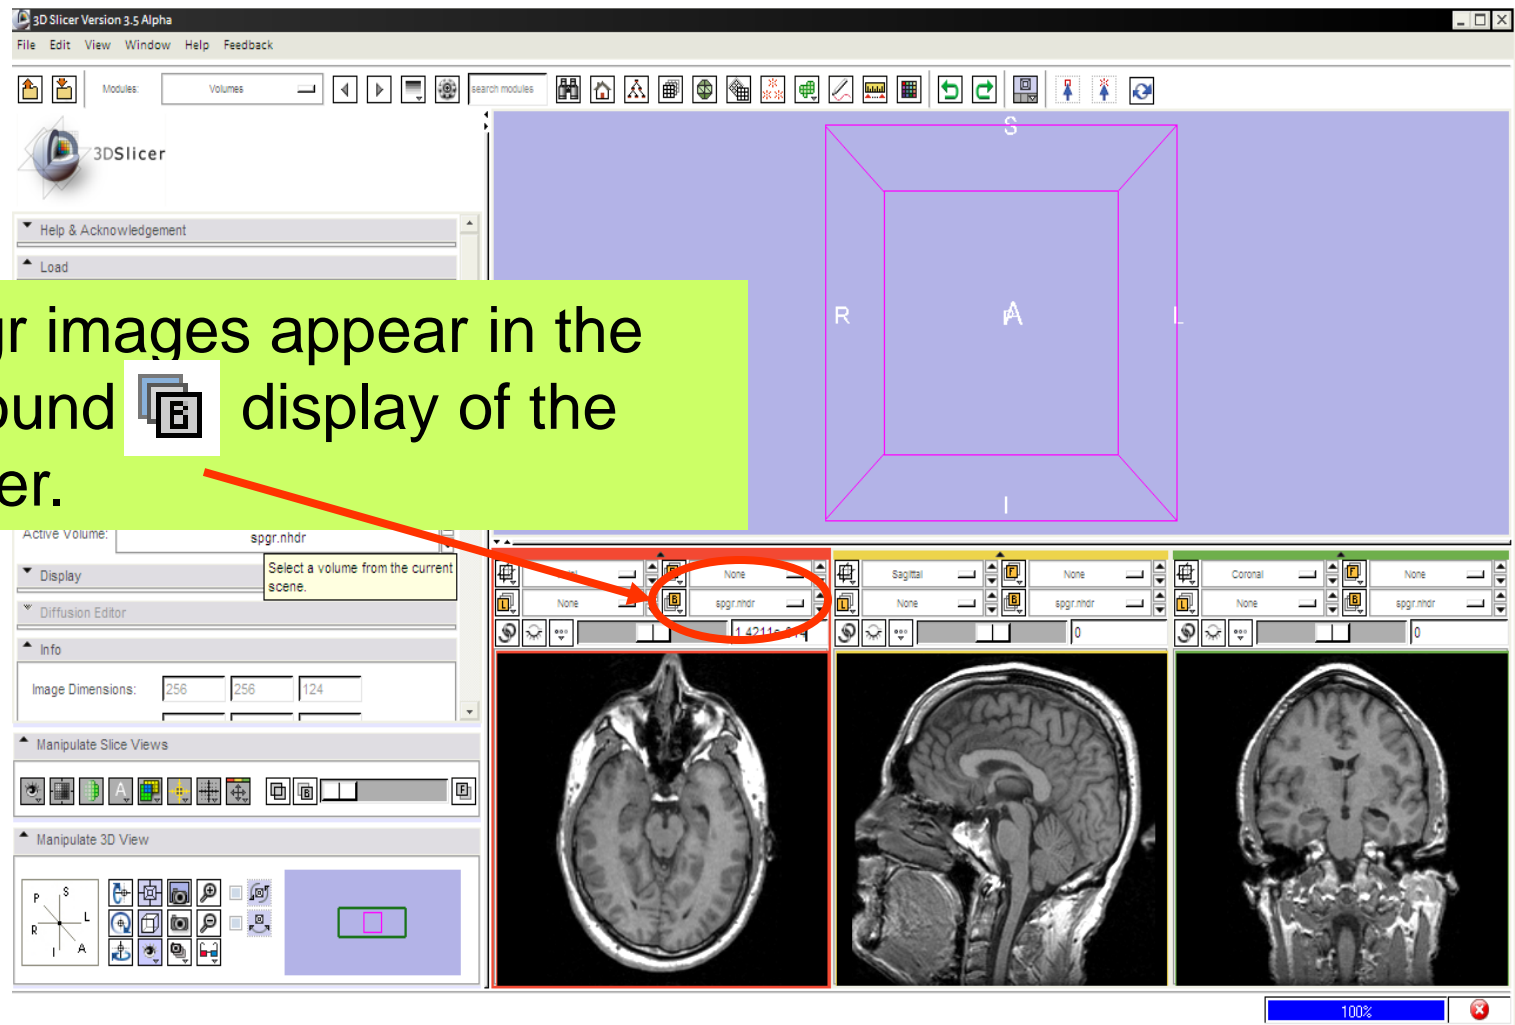 3D Slicer Version 3.5 Alpha
File Edit View Window Help Feedback
Modules: Volumes search modules
3DSlicer
Help & Acknowledgement
Load
gr images appear in the
ound B display of the
er.
Active Volume: spgr.nhdr
Select a volume from the current
scene.
Display
Diffusion Editor
Info
Image Dimensions: 256 256 124
Manipulate Slice Views
A B F
Manipulate 3D View
P S
L
R
I A
S
R A L
I
F None
L None B spgr.nhdr
Sagittal F None
L None B spgr.nhdr
0
Coronal F None
L None B spgr.nhdr
0
100%